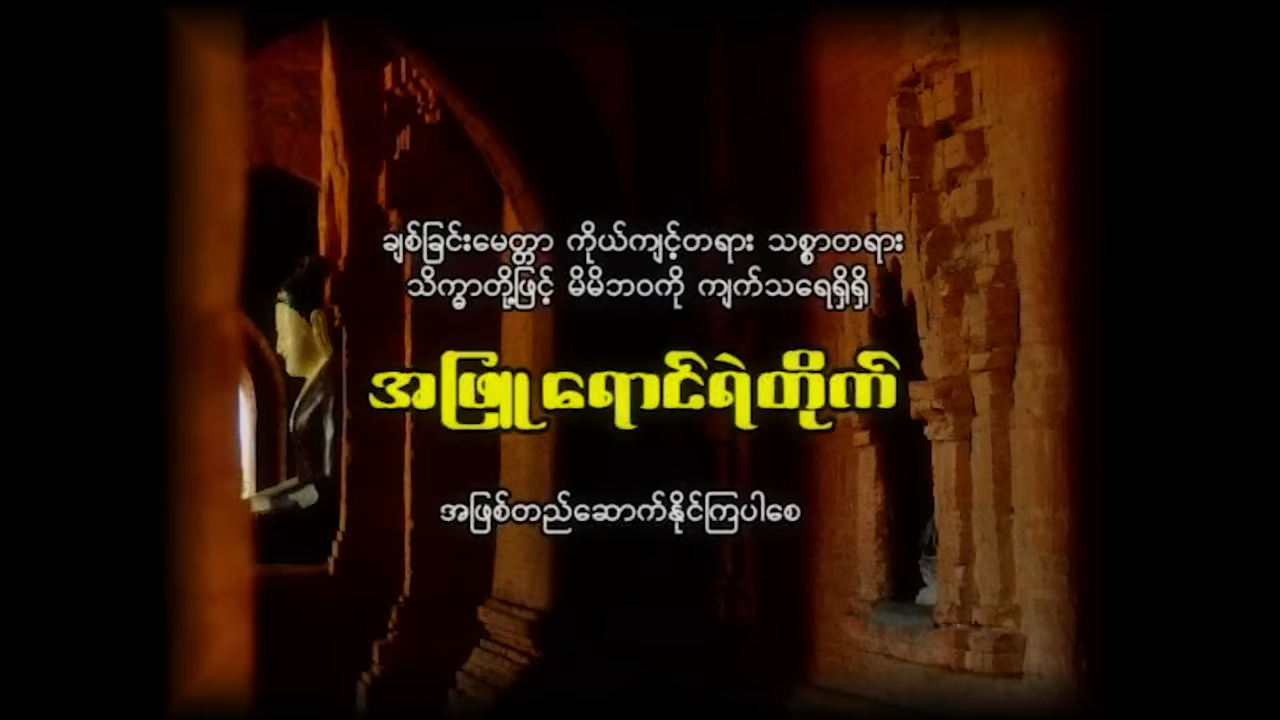 ချစ်ခြင်းမေတ္တာ ကိုယ်ကျင့်တရား သစ္စာတရား
သိက္ခာတို့ဖြင့် မိမိဘဝကို ကျက်သရေရှိရှိ
အဖြူရောင်ရဲတိုက်
အဖြစ်တည်ဆောက်နိုင်ကြပါစေ